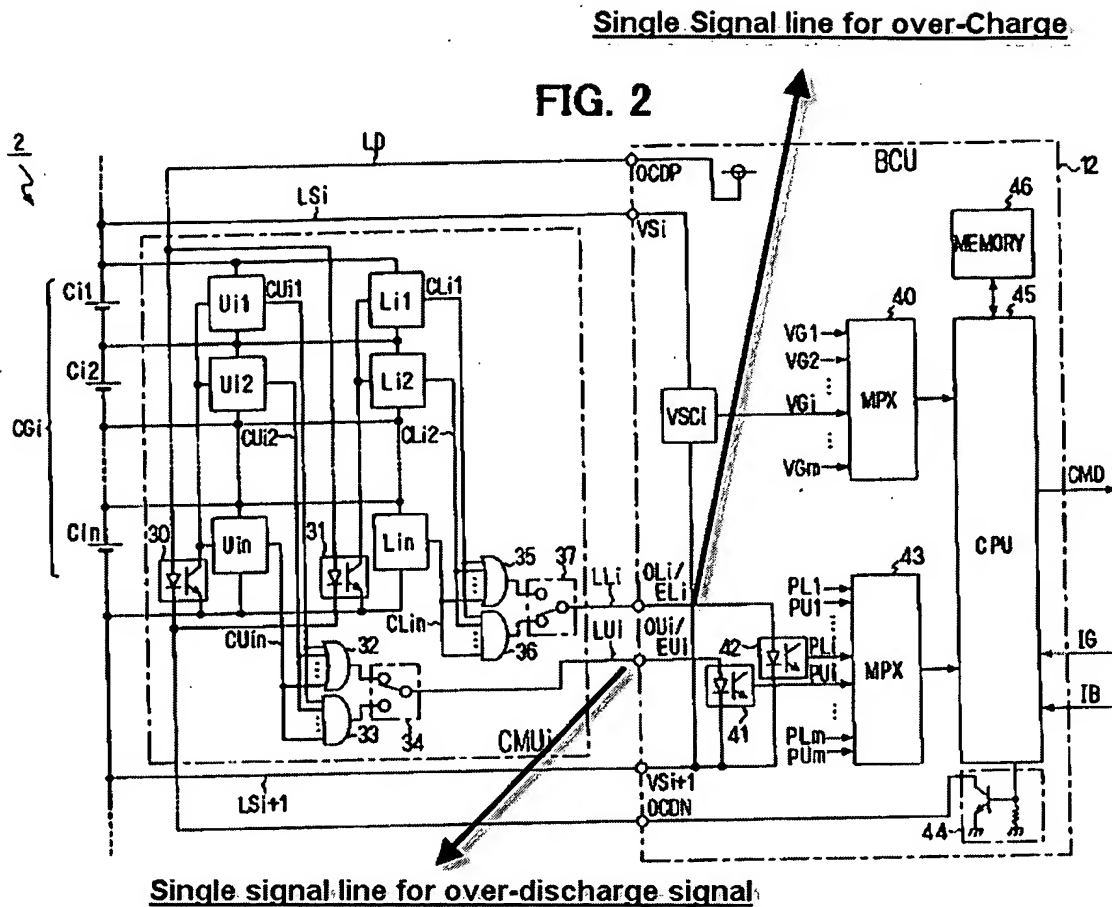 Single Signal line for over-Charge
FIG. 2
2
LD
OCDP
BCU
12
LSi
VSi
46
MEMORY
45
Ci1
Ui1
CUi1
Li1
CLi1
40
VG1
VG2
Ci2
Ui2
Li2
VSCi
VGi
MPX
CGi
CUi2
CLi2
VGm
CMD
Cin
30
Uin
31
Lin
35
37
OLi/
ELi
CPU
43
LLi
PL1
PU1
CUin
CLin
36
LUi
OUi/
EUi
42
PLi
PUi
MPX
IG
32
41
IB
33
34
PLm
PUm
CMUi
VSi+1
LSi+1
OCDN
44
Single signal line for over-discharge signal